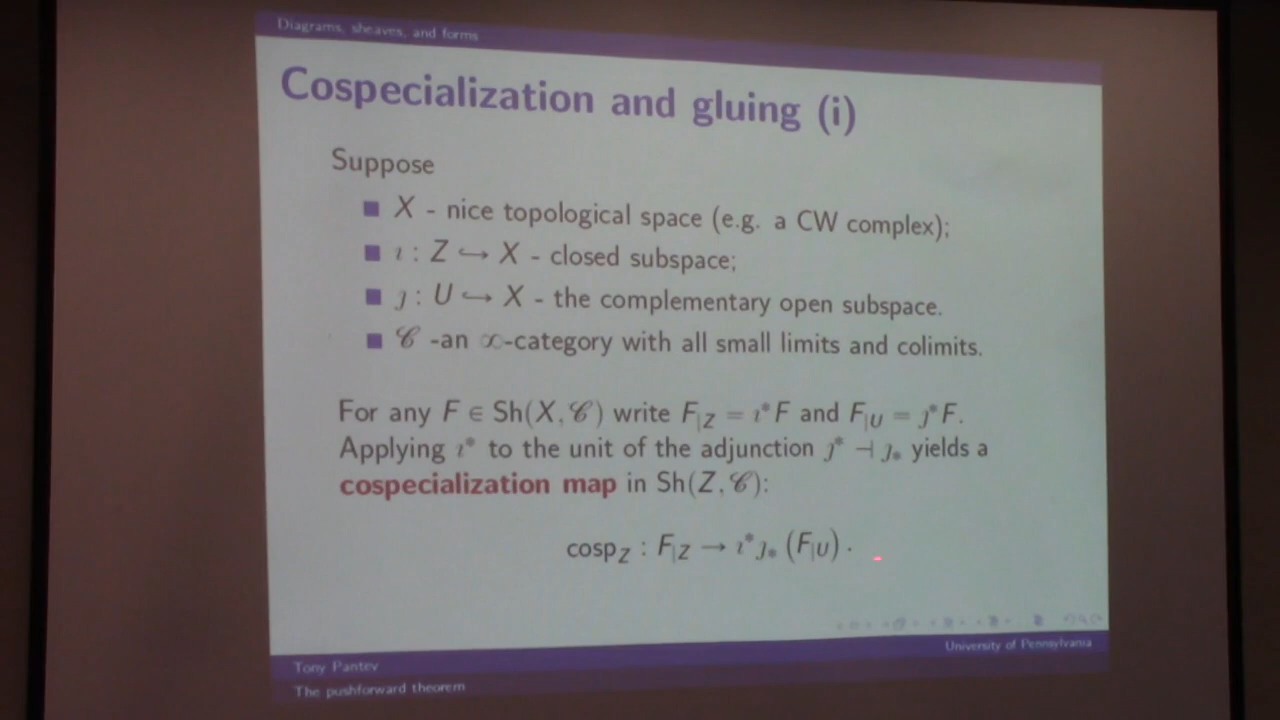 Diagrams, sheaves, and forms
Cospecialization and gluing (i)
Suppose
X - nice topological space (e.g. a CW complex);
ı : Z ↪ X - closed subspace;
ȷ : U ↪ X - the complementary open subspace.
𝒞 -an ∞-category with all small limits and colimits.
For any F ∈ Sh(X, 𝒞) write F|Z = ı*F and F|U = ȷ*F.
Applying ı* to the unit of the adjunction ȷ* ⊣ ȷ∗ yields a
cospecialization map in Sh(Z, 𝒞):
cosp_Z : F|Z → ı*ȷ∗ (F|U) .
University of Pennsylvania
Tony Pantev
The pushforward theorem